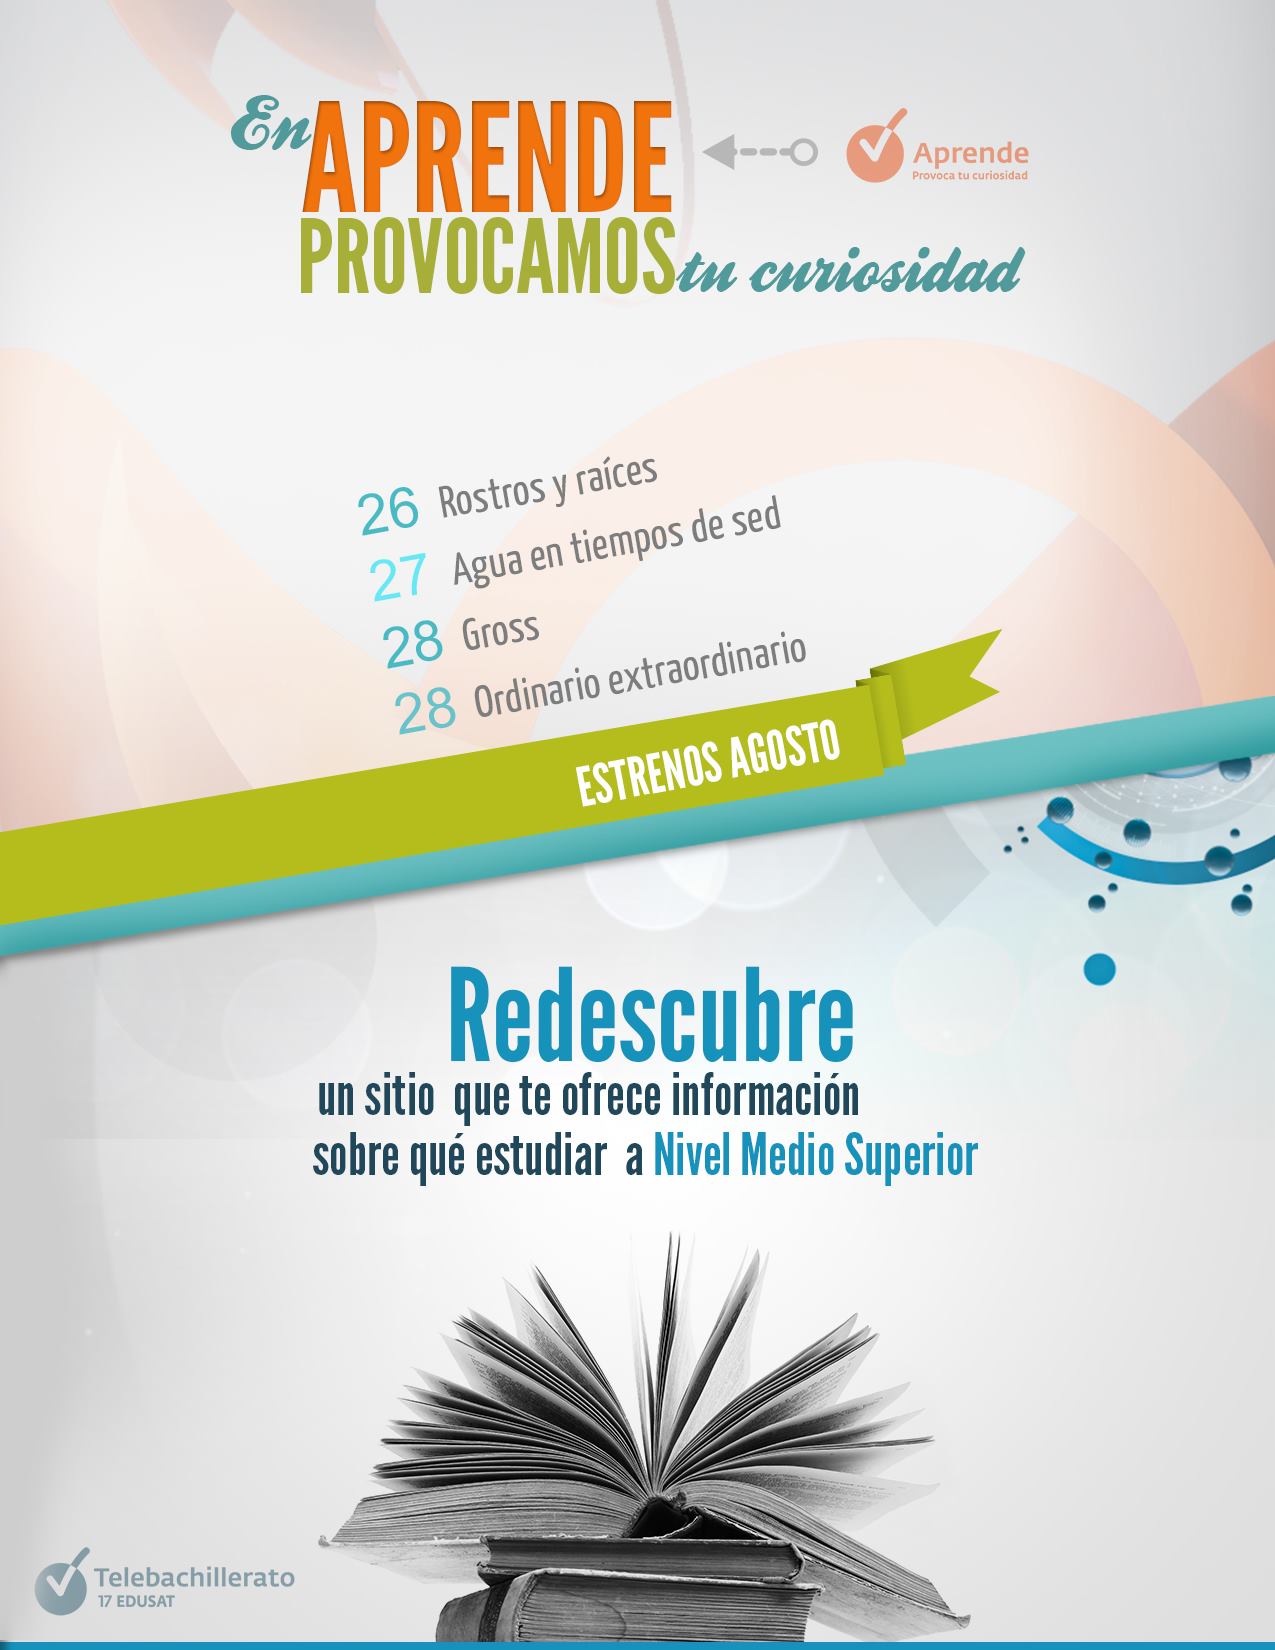 En APRENDE
PROVOCAMOS tu curiosidad
Aprende
Provoca tu curiosidad
26 Rostros y raíces
27 Agua en tiempos de sed
28 Gross
28 Ordinario extraordinario
ESTRENOS AGOSTO
Redescubre
un sitio que te ofrece información
sobre qué estudiar a Nivel Medio Superior
Telebachillerato
17 EDUSAT